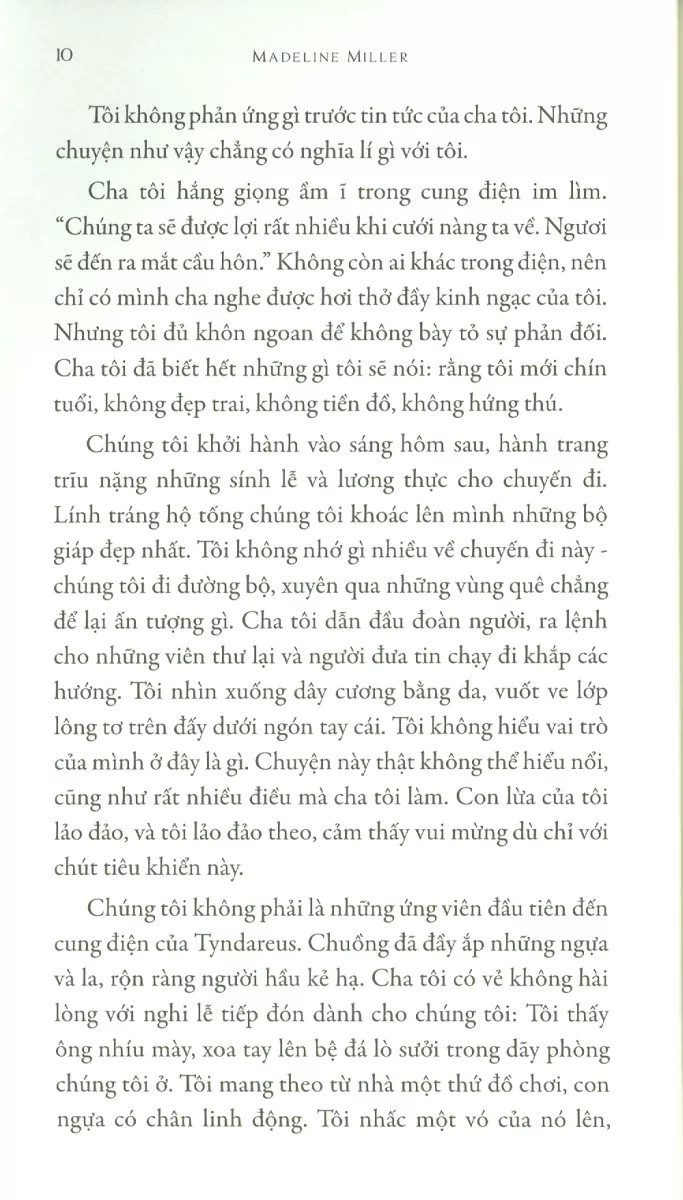 10 MADELINE MILLER
Tôi không phản ứng gì trước tin tức của cha tôi. Những
chuyện như vậy chẳng có nghĩa lí gì với tôi.
Cha tôi hắng giọng ầm ĩ trong cung điện im lìm.
“Chúng ta sẽ được lợi rất nhiều khi cưới nàng ta về. Ngươi
sẽ đến ra mắt cầu hôn.” Không còn ai khác trong điện, nên
chỉ có mình cha nghe được hơi thở đầy kinh ngạc của tôi.
Nhưng tôi đủ khôn ngoan để không bày tỏ sự phản đối.
Cha tôi đã biết hết những gì tôi sẽ nói: rằng tôi mới chín
tuổi, không đẹp trai, không tiền đồ, không hứng thú.
Chúng tôi khởi hành vào sáng hôm sau, hành trang
trĩu nặng những sính lễ và lương thực cho chuyến đi.
Lính tráng hộ tống chúng tôi khoác lên mình những bộ
giáp đẹp nhất. Tôi không nhớ gì nhiều về chuyến đi này -
chúng tôi đi đường bộ, xuyên qua những vùng quê chẳng
để lại ấn tượng gì. Cha tôi dẫn đầu đoàn người, ra lệnh
cho những viên thư lại và người đưa tin chạy đi khắp các
hướng. Tôi nhìn xuống dây cương bằng da, vuốt ve lớp
lông tơ trên đấy dưới ngón tay cái. Tôi không hiểu vai trò
của mình ở đây là gì. Chuyện này thật không thể hiểu nổi,
cũng như rất nhiều điều mà cha tôi làm. Con lừa của tôi
lảo đảo, và tôi lảo đảo theo, cảm thấy vui mừng dù chỉ với
chút tiêu khiển này.
Chúng tôi không phải là những ứng viên đầu tiên đến
cung điện của Tyndareus. Chuồng đã đầy ắp những ngựa
và la, rộn ràng người hầu kẻ hạ. Cha tôi có vẻ không hài
lòng với nghi lễ tiếp đón dành cho chúng tôi: Tôi thấy
ông nhíu mày, xoa tay lên bệ đá lò sưởi trong dãy phòng
chúng tôi ở. Tôi mang theo từ nhà một thứ đồ chơi, con
ngựa có chân linh động. Tôi nhấc một vó của nó lên,